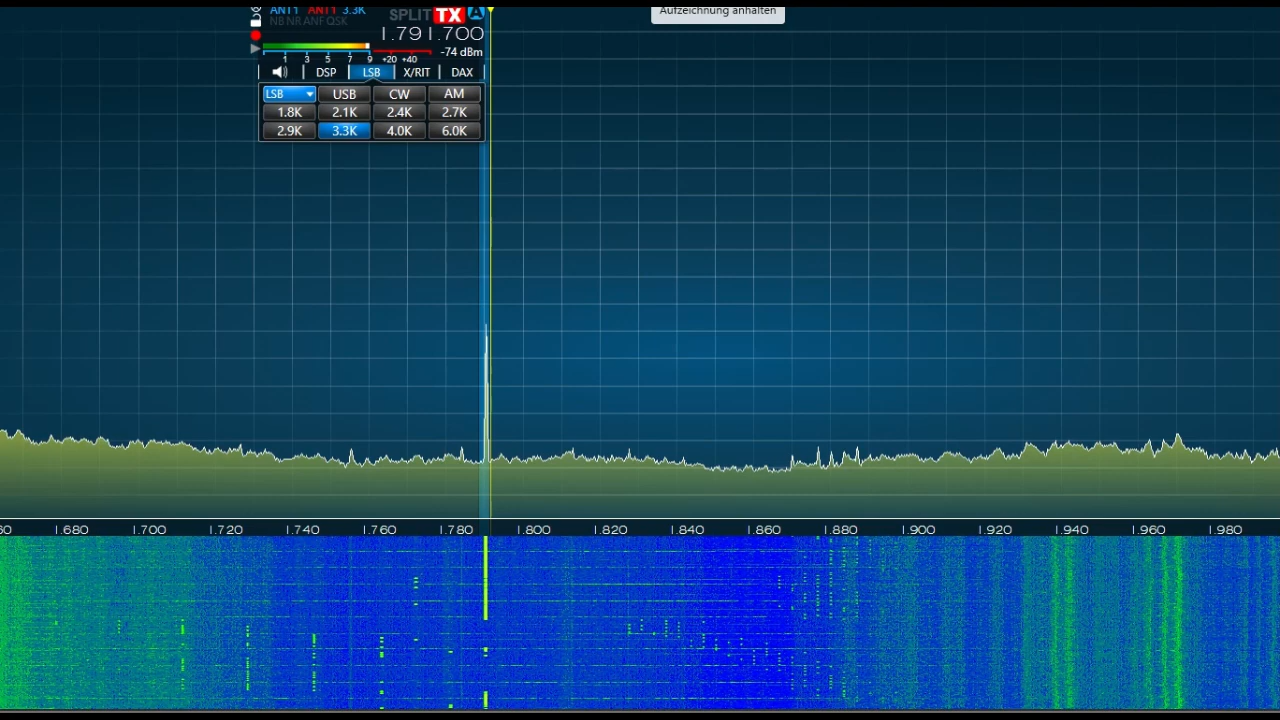 ANT1 ANT1 3.3K
SPLIT TX A
NB NR ANF QSK
1.791.700
-74 dBm
1 3 5 7 9 +20 +40
DSP LSB X/RIT DAX
LSB USB CW AM
1.8K 2.1K 2.4K 2.7K
2.9K 3.3K 4.0K 6.0K
Aufzeichnung anhalten
60 1.680 1.700 1.720 1.740 1.760 1.780 1.800 1.820 1.840 1.860 1.880 1.900 1.920 1.940 1.960 1.980